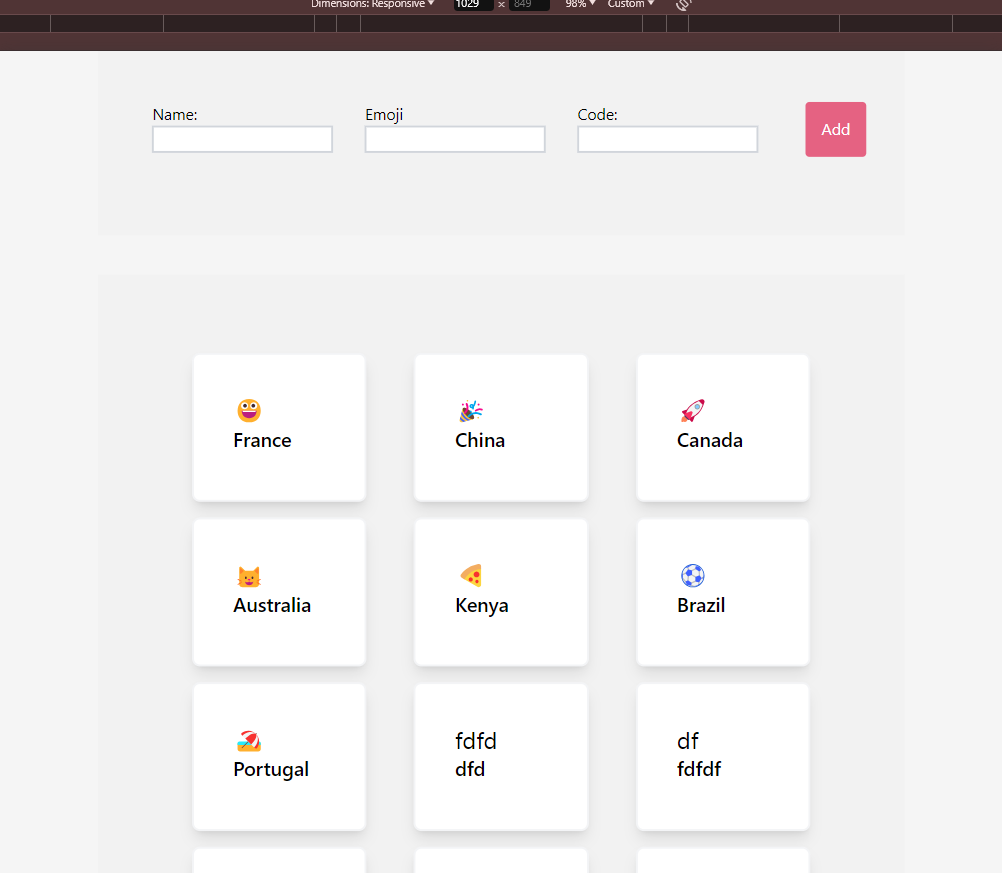 Dimensions: Responsive ▼ 1029 × 849 98% ▼ Custom ▼
Name: Emoji Code: Add
France China Canada
Australia Kenya Brazil
fdfd df
Portugal dfd fdfdf